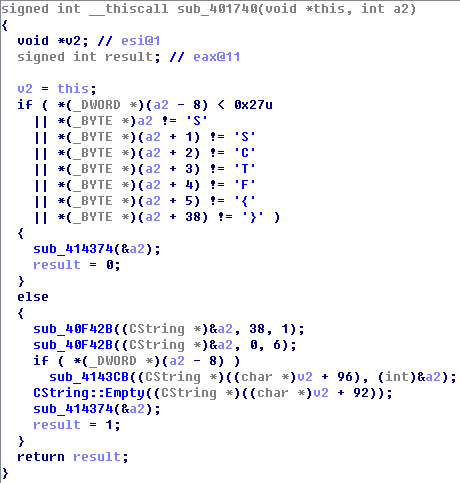 signed int __thiscall sub_401740(void *this, int a2)
{
void *v2; // esi@1
signed int result; // eax@11
v2 = this;
if ( *(_DWORD *)(a2 - 8) < 0x27u
|| *(_BYTE *)a2 != 'S'
|| *(_BYTE *)(a2 + 1) != 'S'
|| *(_BYTE *)(a2 + 2) != 'C'
|| *(_BYTE *)(a2 + 3) != 'T'
|| *(_BYTE *)(a2 + 4) != 'F'
|| *(_BYTE *)(a2 + 5) != '{'
|| *(_BYTE *)(a2 + 38) != '}' )
{
sub_414374(&a2);
result = 0;
}
else
{
sub_40F42B((CString *)&a2, 38, 1);
sub_40F42B((CString *)&a2, 0, 6);
if ( *(_DWORD *)(a2 - 8) )
sub_4143CB((CString *)((char *)v2 + 96), (int)&a2);
CString::Empty((CString *)((char *)v2 + 92));
sub_414374(&a2);
result = 1;
}
return result;
}